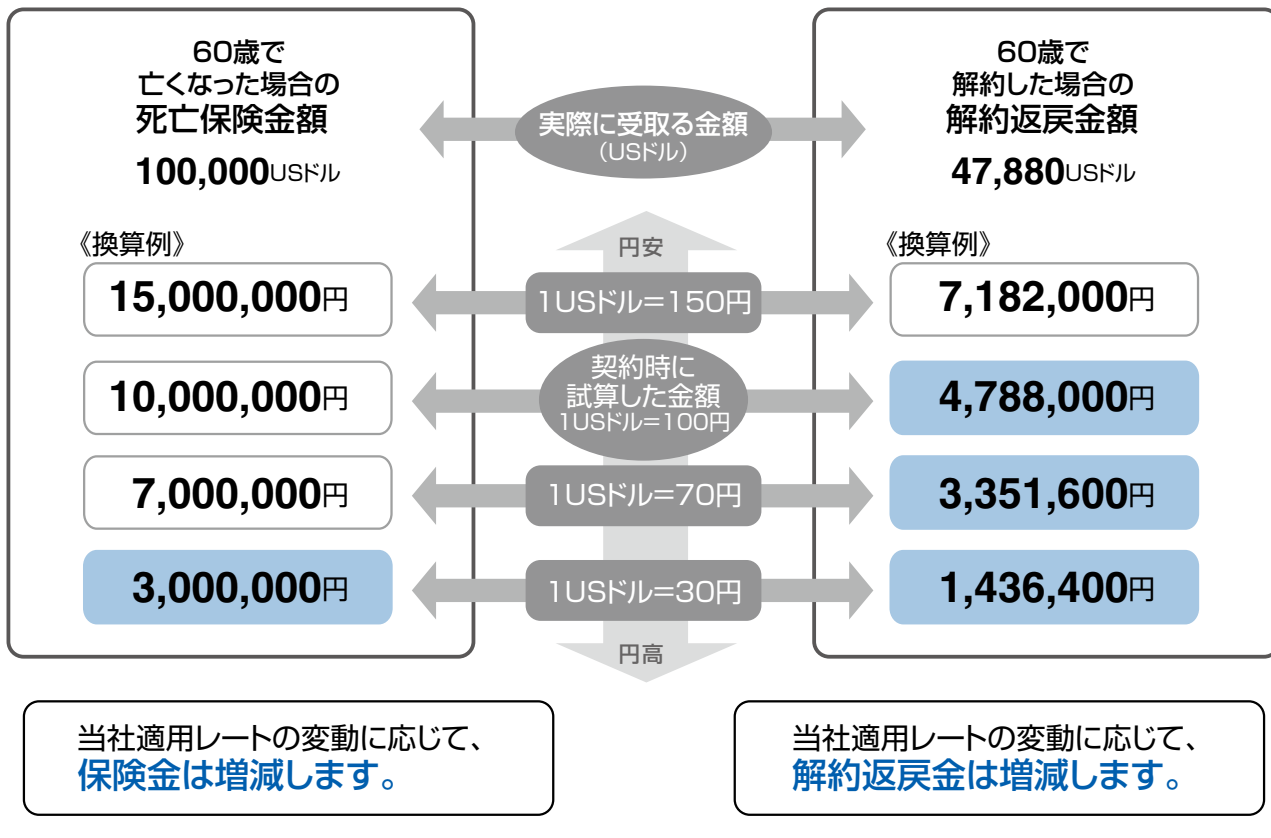 60歳で
亡くなった場合の
死亡保険金額
100,000USドル
実際に受取る金額
（USドル）
60歳で
解約した場合の
解約返戻金額
47,880USドル
円安
《換算例》
《換算例》
15,000,000円
1USドル＝150円
7,182,000円
10,000,000円
契約時に
試算した金額
1USドル＝100円
4,788,000円
7,000,000円
1USドル＝70円
3,351,600円
3,000,000円
1USドル＝30円
1,436,400円
円高
当社適用レートの変動に応じて、
保険金は増減します。
当社適用レートの変動に応じて、
解約返戻金は増減します。